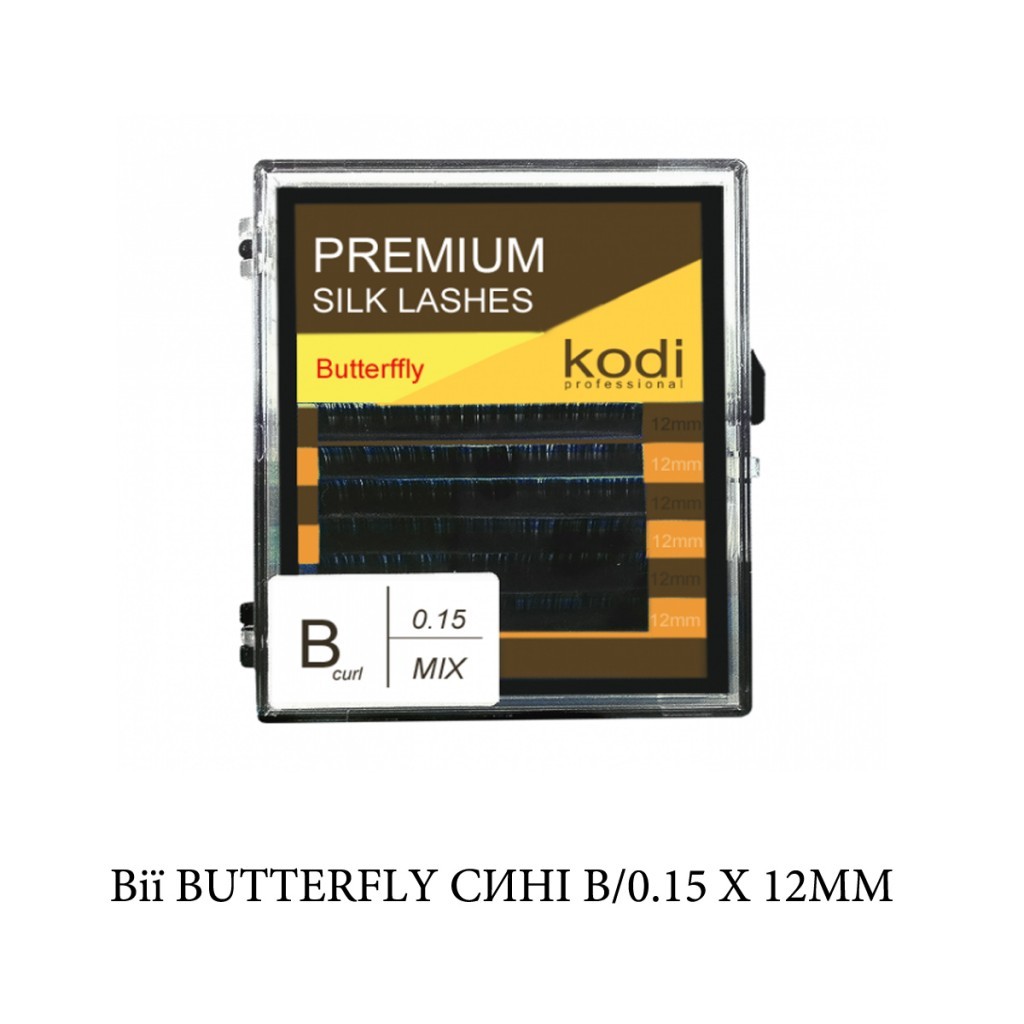 PREMIUM
SILK LASHES
Butterffly
kodi
professional
12mm
12mm
12mm
12mm
12mm
12mm
B curl
0.15
MIX
Вії BUTTERFLY СИНІ B/0.15 X 12MM